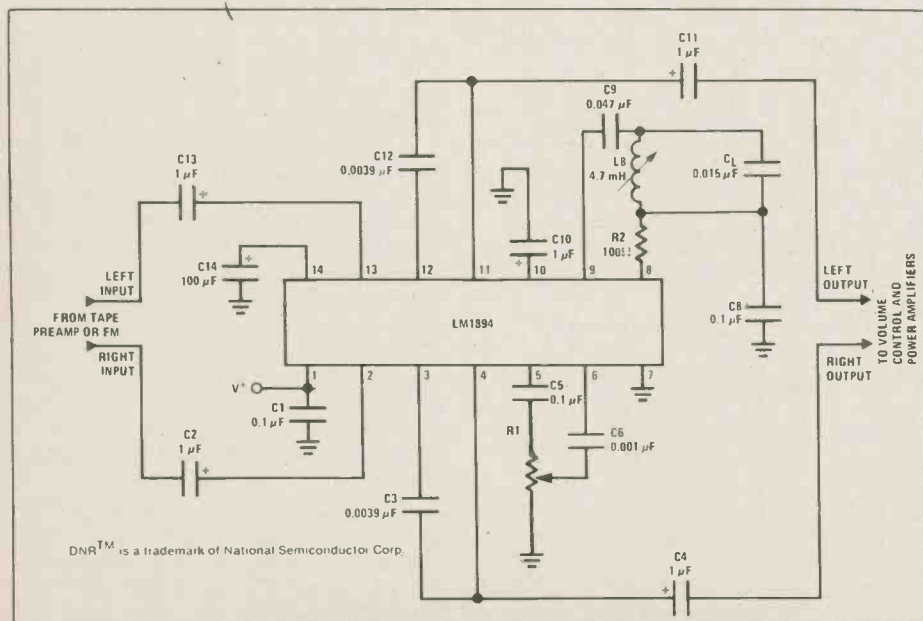 C11
1 µF
+
C9
0.047 µF
C12
0.0039 µF
L8
4.7 mH
CL
0.015 µF
C13
1 µF
+
C10
1 µF
+
R2
100Ω
C14
100 µF
+
14 13 12 11 10 9 8
LEFT
INPUT
FROM TAPE
PREAMP OR FM
RIGHT
INPUT
LM1894
C8
0.1 µF
LEFT
OUTPUT
TO VOLUME
CONTROL AND
POWER AMPLIFIERS
RIGHT
OUTPUT
1 2 3 4 5 6 7
V+
C1
0.1 µF
C5
0.1 µF
R1
C6
0.001 µF
C2
1 µF
+
C3
0.0039 µF
C4
1 µF
+
DNR™ is a trademark of National Semiconductor Corp.